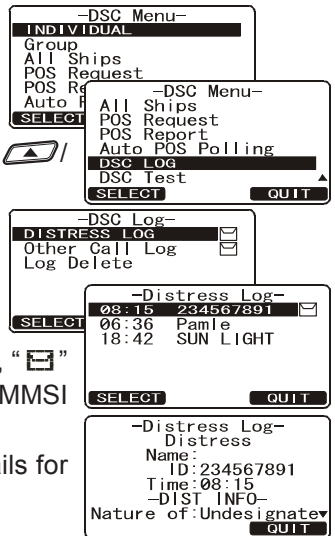 -DSC Menu-
INDIVIDUAL
Group
All Ships
POS Request
POS Re
Auto
SELECT
-DSC Menu-
All Ships
POS Request
POS Report
Auto POS Polling
DSC LOG
DSC Test
SELECT QUIT
/
-DSC Log-
DISTRESS LOG
Other Call Log
Log Delete
SELECT
-Distress Log-
08:15 234567891
06:36 Pamle
18:42 SUN LIGHT
SELECT QUIT
, “ ”
MMSI
ils for
-Distress Log-
Distress
Name:
ID:234567891
Time:08:15
-DIST INFO-
Nature of:Undesignate
QUIT